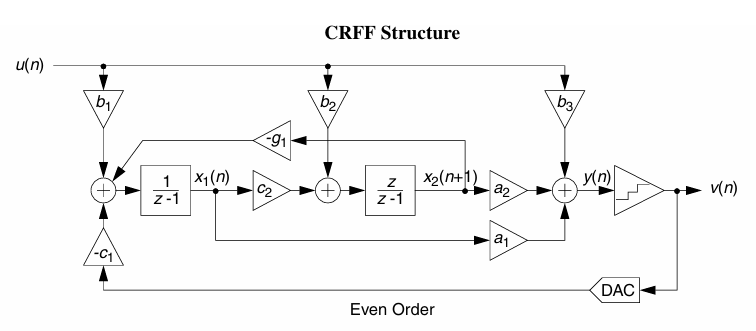 CRFF Structure
u(n)
b1 b2 b3
-g1
1 x1(n) z x2(n+1) y(n)
z-1 c2 z-1 a2 v(n)
a1
-c1
DAC
Even Order